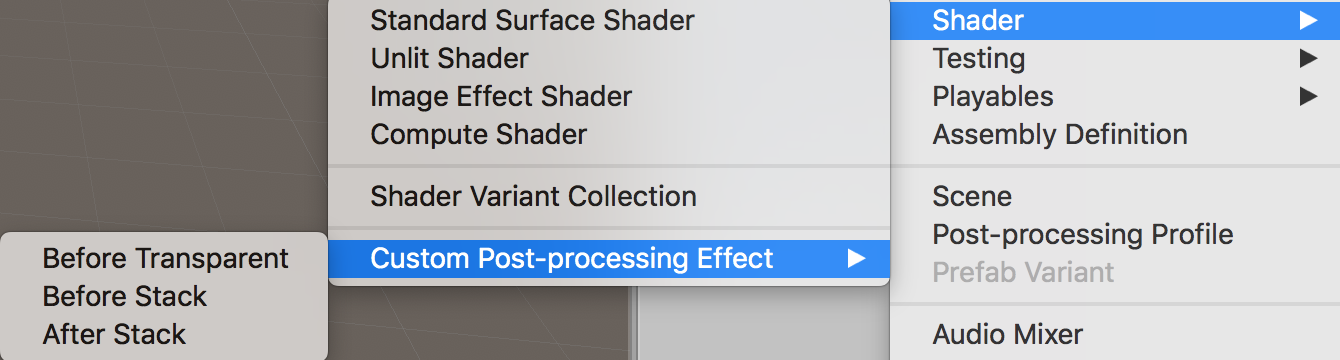 Shader
Testing
Playables
Assembly Definition
Scene
Post-processing Profile
Prefab Variant
Audio Mixer
Standard Surface Shader
Unlit Shader
Image Effect Shader
Compute Shader
Shader Variant Collection
Custom Post-processing Effect
Before Transparent
Before Stack
After Stack